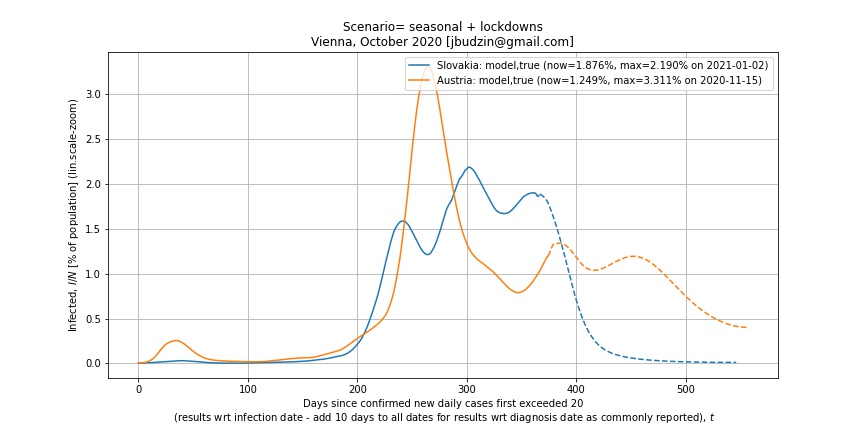 Scenario= seasonal + lockdowns
Vienna, October 2020 [jbudzin@gmail.com]
Slovakia: model,true (now=1.876%, max=2.190% on 2021-01-02)
Austria: model,true (now=1.249%, max=3.311% on 2020-11-15)
Infected, I/N [% of population] (lin.scale-zoom)
3.0
2.5
2.0
1.5
1.0
0.5
0.0
0 100 200 300 400 500
Days since confirmed new daily cases first exceeded 20
(results wrt infection date - add 10 days to all dates for results wrt diagnosis date as commonly reported), t